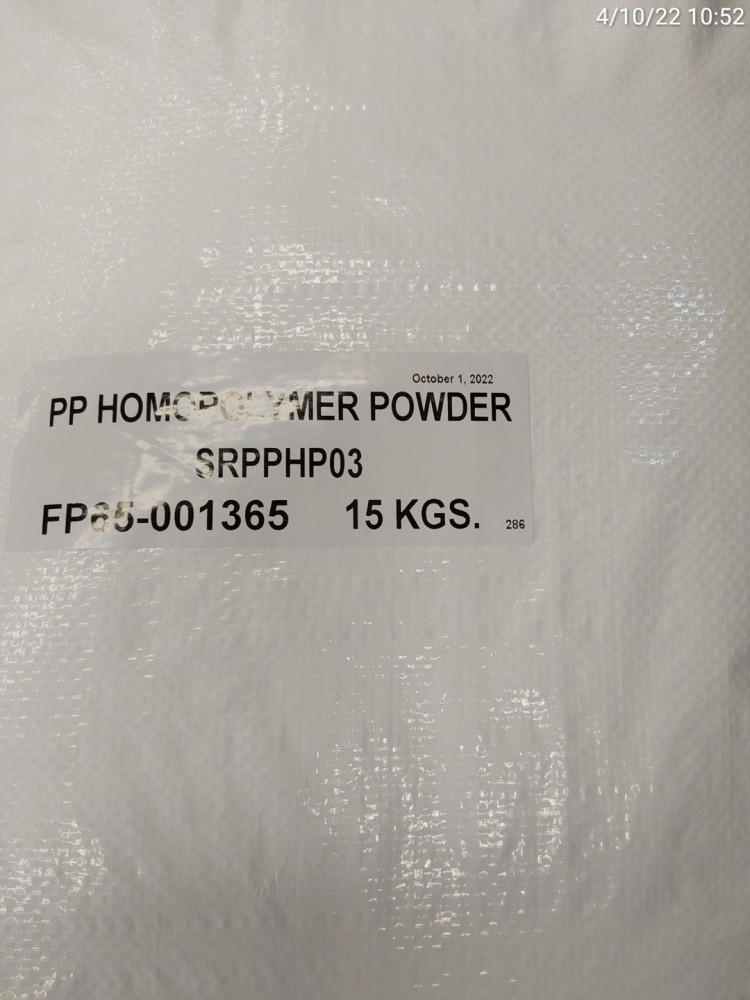 4/10/22 10:52
October 1, 2022
PP HOMOPOLYMER POWDER
SRPPHP03
FP65-001365 15 KGS.
286